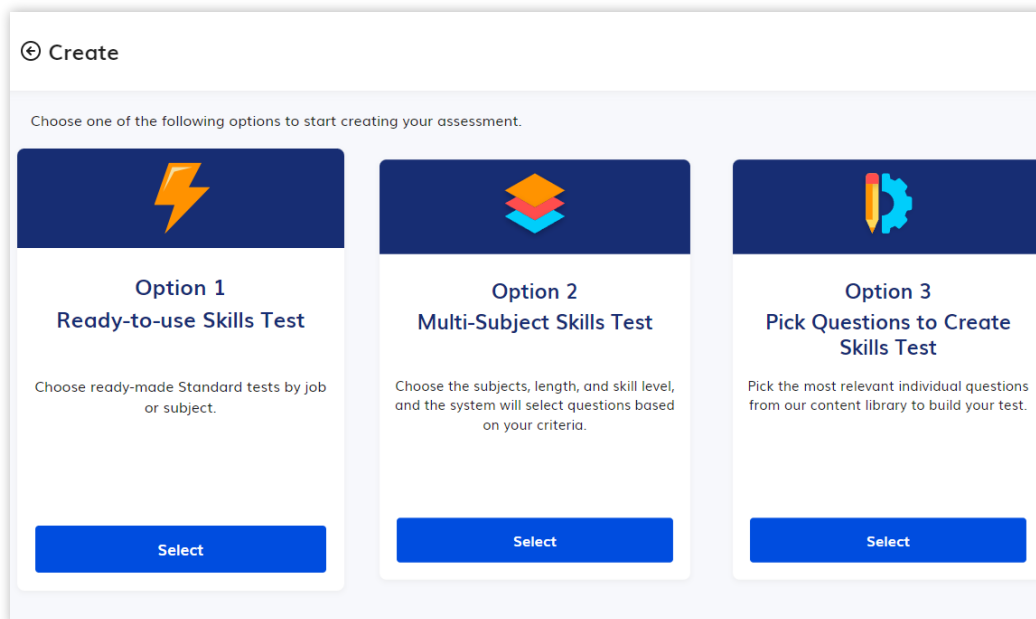 Create
Choose one of the following options to start creating your assessment.
Option 1
Ready-to-use Skills Test
Choose ready-made Standard tests by job
or subject.
Select
Option 2
Multi-Subject Skills Test
Choose the subjects, length, and skill level,
and the system will select questions based
on your criteria.
Select
Option 3
Pick Questions to Create
Skills Test
Pick the most relevant individual questions
from our content library to build your test.
Select